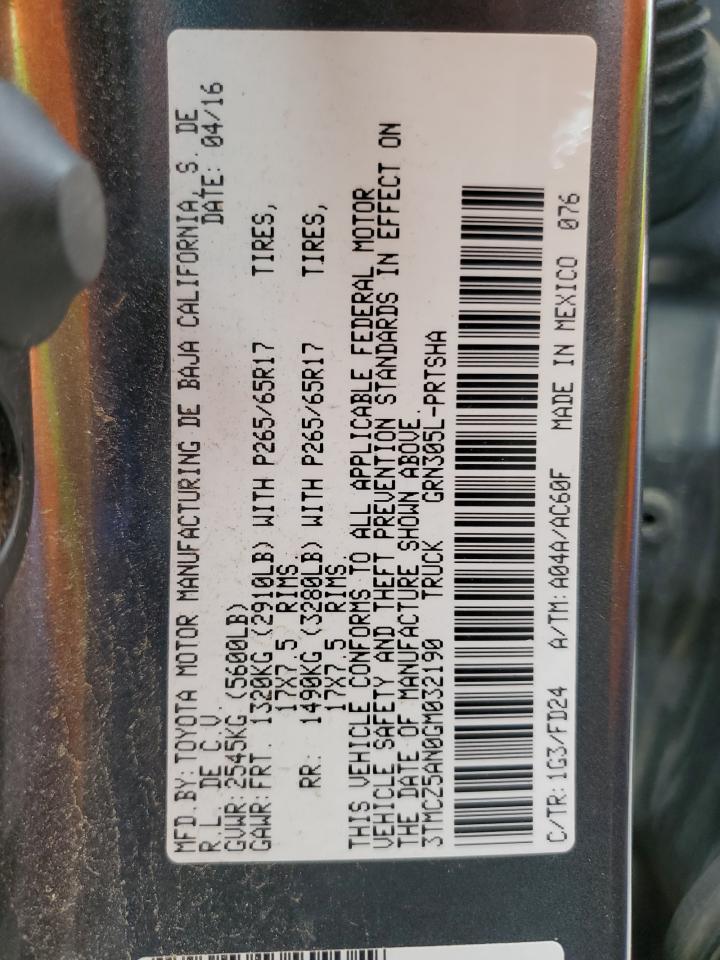 MFD.BY:TOYOTA MOTOR MANUFACTURING DE BAJA CALIFORNIA,S. DE
R.L. DE C.V. DATE: 04/16
GVWR:2545KG (5600LB)
GAWR:FRT. 1320KG (2910LB) WITH P265/65R17 TIRES,
17X7.5 RIMS.
RR: 1490KG (3280LB) WITH P265/65R17 TIRES,
17X7.5 RIMS.
THIS VEHICLE CONFORMS TO ALL APPLICABLE FEDERAL MOTOR
VEHICLE SAFETY AND THEFT PREVENTION STANDARDS IN EFFECT ON
THE DATE OF MANUFACTURE SHOWN ABOVE.
3TMCZ5AN0GM032190 TRUCK GRN305L-PRTSHA
C/TR: 1G3/FD24 A/TM: A04A/AC60F MADE IN MEXICO 076